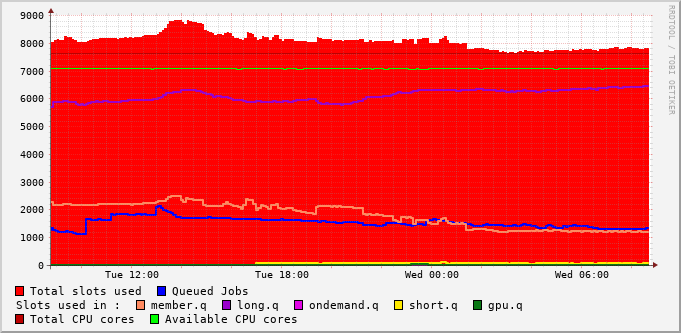 9000
8000
7000
6000
5000
4000
3000
2000
1000
0
Tue 12:00 Tue 18:00 Wed 00:00 Wed 06:00
RRDTOOL / TOBI OETIKER
Total slots used Queued Jobs
Slots used in : member.q long.q ondemand.q short.q gpu.q
Total CPU cores Available CPU cores